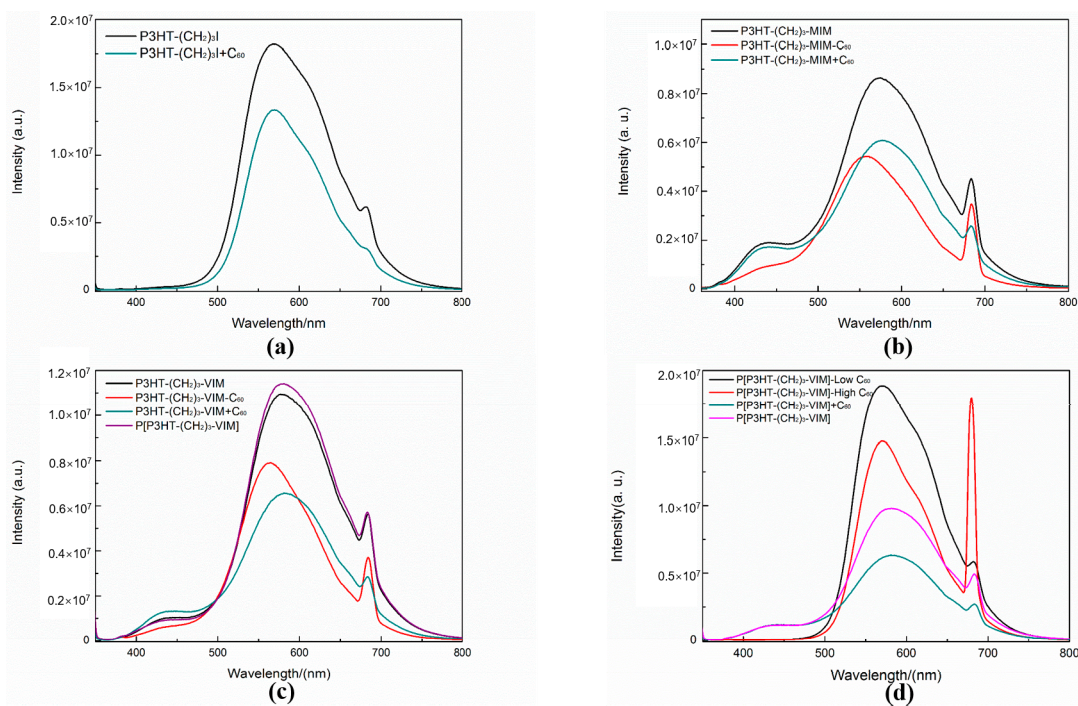 P3HT-(CH₂)₃I
P3HT-(CH₂)₃I+C₆₀
2.0×10⁷
1.5×10⁷
1.0×10⁷
0.5×10⁷
0
Intensity (a.u.)
400 500 600 700 800
Wavelength/nm
(a)
P3HT-(CH₂)₃-MIM
P3HT-(CH₂)₃-MIM-C₆₀
P3HT-(CH₂)₃-MIM+C₆₀
1.0×10⁷
0.8×10⁷
0.6×10⁷
0.4×10⁷
0.2×10⁷
0
Intensity (a. u.)
400 500 600 700 800
Wavelength/nm
(b)
P3HT-(CH₂)₃-VIM
P3HT-(CH₂)₃-VIM-C₆₀
P3HT-(CH₂)₃-VIM+C₆₀
P[P3HT-(CH₂)₃-VIM]
1.2×10⁷
1.0×10⁷
0.8×10⁷
0.6×10⁷
0.4×10⁷
0.2×10⁷
0
Intensity (a.u.)
400 500 600 700 800
Wavelength/(nm)
(c)
P[P3HT-(CH₂)₃-VIM]-Low C₆₀
P[P3HT-(CH₂)₃-VIM]-High C₆₀
P[P3HT-(CH₂)₃-VIM]+C₆₀
P[P3HT-(CH₂)₃-VIM]
2.0×10⁷
1.5×10⁷
1.0×10⁷
0.5×10⁷
0
Intensity(a. u.)
400 500 600 700 800
Wavelength/(nm)
(d)